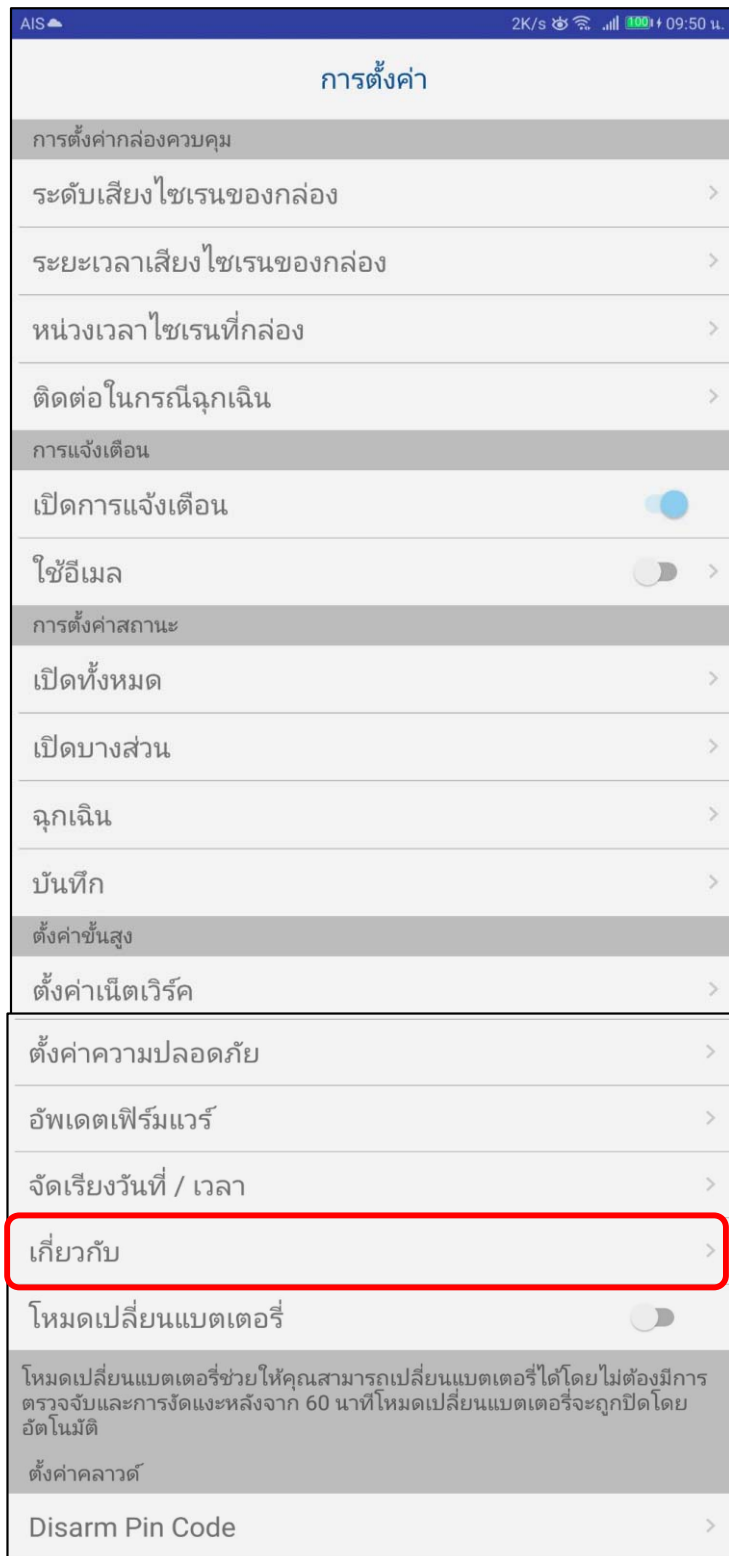 AIS 2K/s 100 09:50 น.
การตั้งค่า
การตั้งค่ากล่องควบคุม
ระดับเสียงไซเรนของกล่อง
ระยะเวลาเสียงไซเรนของกล่อง
หน่วงเวลาไซเรนที่กล่อง
ติดต่อในกรณีฉุกเฉิน
การแจ้งเตือน
เปิดการแจ้งเตือน
ใช้อีเมล
การตั้งค่าสถานะ
เปิดทั้งหมด
เปิดบางส่วน
ฉุกเฉิน
บันทึก
ตั้งค่าขั้นสูง
ตั้งค่าเน็ตเวิร์ค
ตั้งค่าความปลอดภัย
อัพเดตเฟิร์มแวร์
จัดเรียงวันที่ / เวลา
เกี่ยวกับ
โหมดเปลี่ยนแบตเตอรี่
โหมดเปลี่ยนแบตเตอรี่ช่วยให้คุณสามารถเปลี่ยนแบตเตอรี่ได้โดยไม่ต้องมีการ
ตรวจจับและการงัดแงะหลังจาก 60 นาทีโหมดเปลี่ยนแบตเตอรี่จะถูกปิดโดย
อัตโนมัติ
ตั้งค่าคลาวด์
Disarm Pin Code